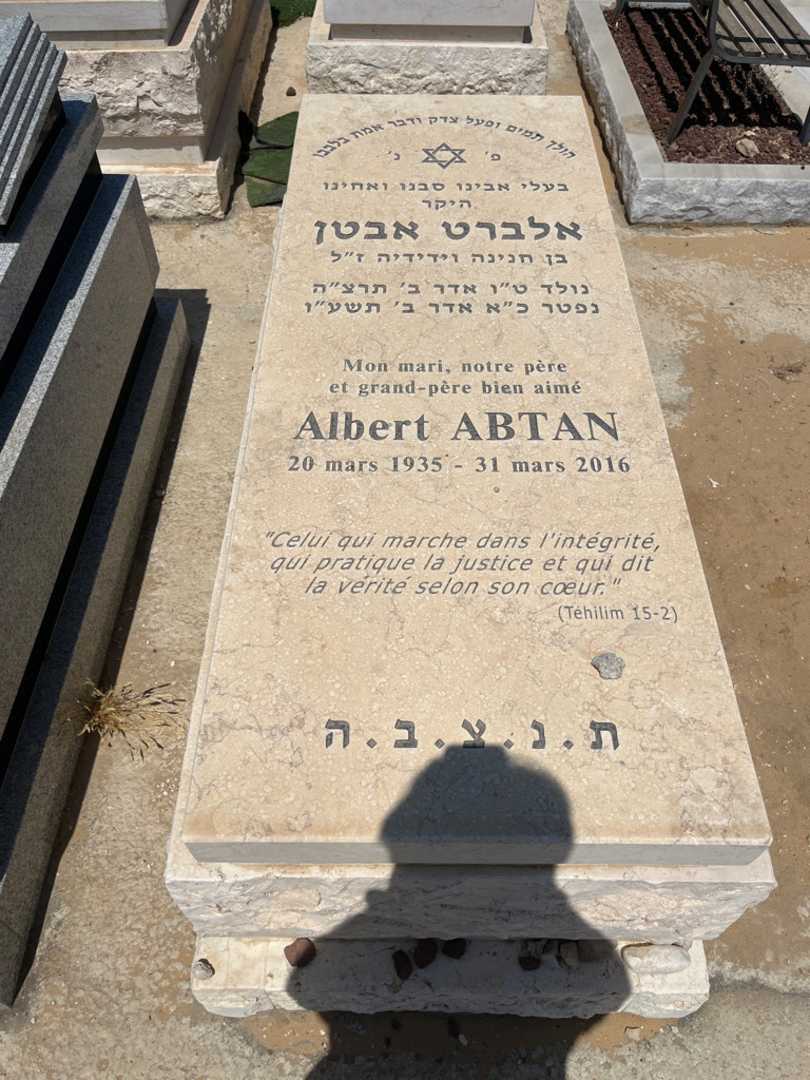 הולך תמים ופעל צדק ודבר אמת בלבבו
פ׳ נ׳
בעלי אבינו סבנו ואחינו
היקר
אלברט אבטן
בן חנינה וידידיה ז״ל
נולד ט״ו אדר ב׳ תרצ״ה
נפטר כ״א אדר ב׳ תשע״ו
Mon mari, notre père
et grand-père bien aimé
Albert ABTAN
20 mars 1935 - 31 mars 2016
"Celui qui marche dans l'intégrité,
qui pratique la justice et qui dit
la vérité selon son cœur."
(Téhilim 15-2)
ת.נ.צ.ב.ה